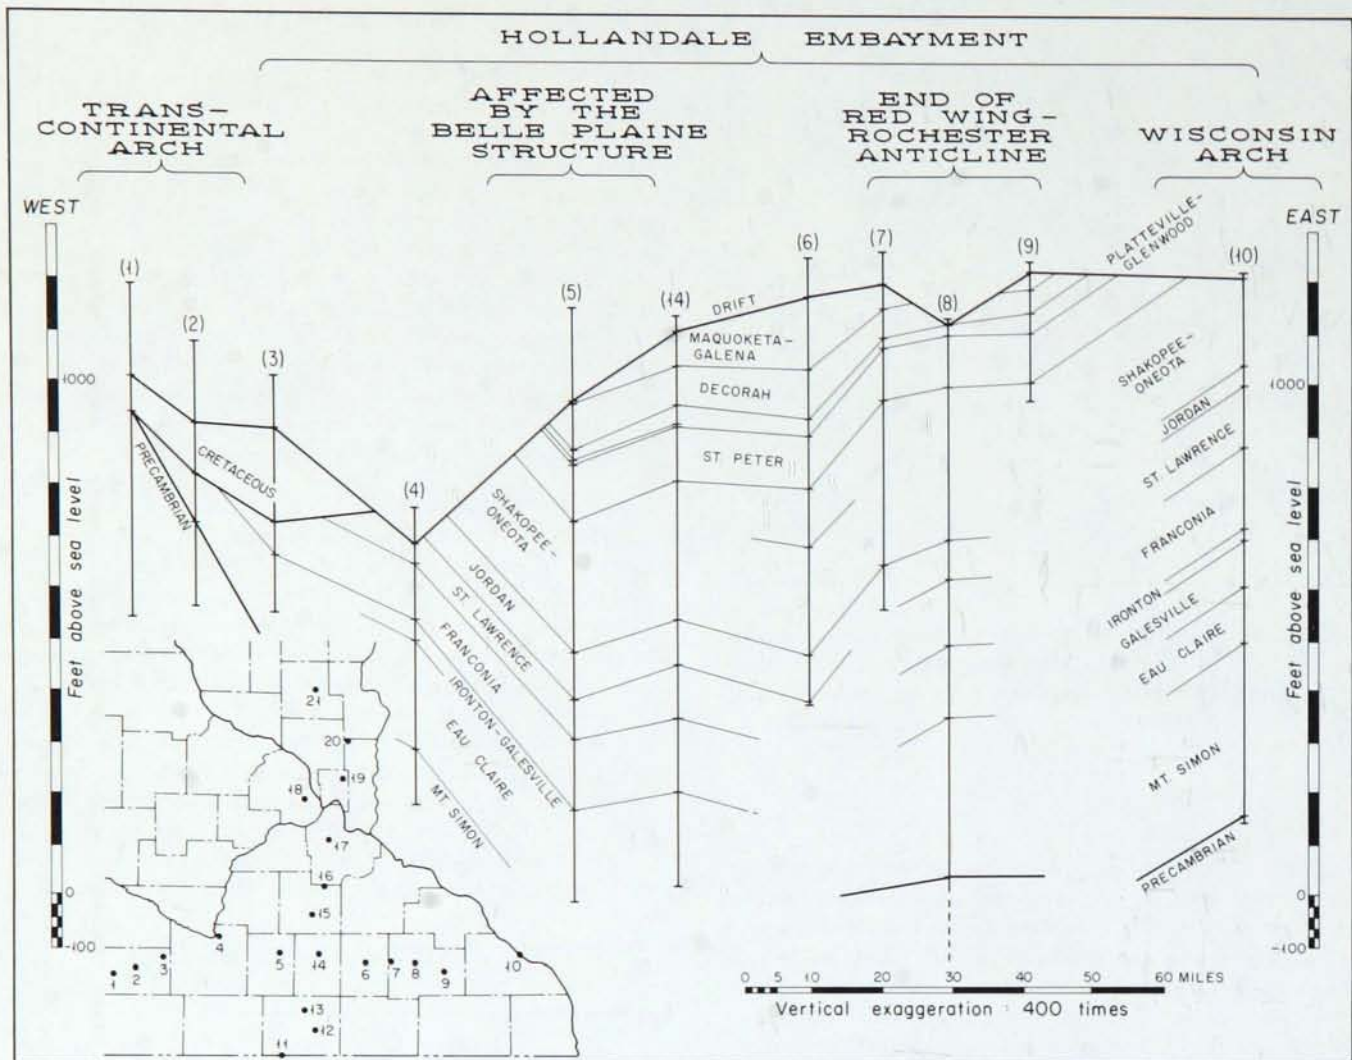 HOLLANDALE EMBAYMENT
TRANS-
CONTINENTAL
ARCH
AFFECTED
BY THE
BELLE PLAINE
STRUCTURE
END OF
RED WING-
ROCHESTER
ANTICLINE
WISCONSIN
ARCH
WEST
EAST
(1)
(2)
(3)
(4)
(5)
(14)
(6)
(7)
(8)
(9)
(10)
PLATTEVILLE-
GLENWOOD
DRIFT
MAQUOKETA-
GALENA
DECORAH
ST. PETER
SHAKOPEE-
ONEOTA
JORDAN
ST. LAWRENCE
FRANCONIA
IRONTON-GALESVILLE
EAU CLAIRE
MT. SIMON
CRETACEOUS
PRECAMBRIAN
SHAKOPEE-
ONEOTA
JORDAN
ST. LAWRENCE
FRANCONIA
IRONTON
GALESVILLE
EAU CLAIRE
MT. SIMON
PRECAMBRIAN
1000
Feet above sea level
0
-100
1000
Feet above sea level
0
-100
21
20
19
18
17
16
15
4
3
2
1
5
14
6
7
8
9
10
13
12
11
0 5 10 20 30 40 50 60 MILES
Vertical exaggeration : 400 times